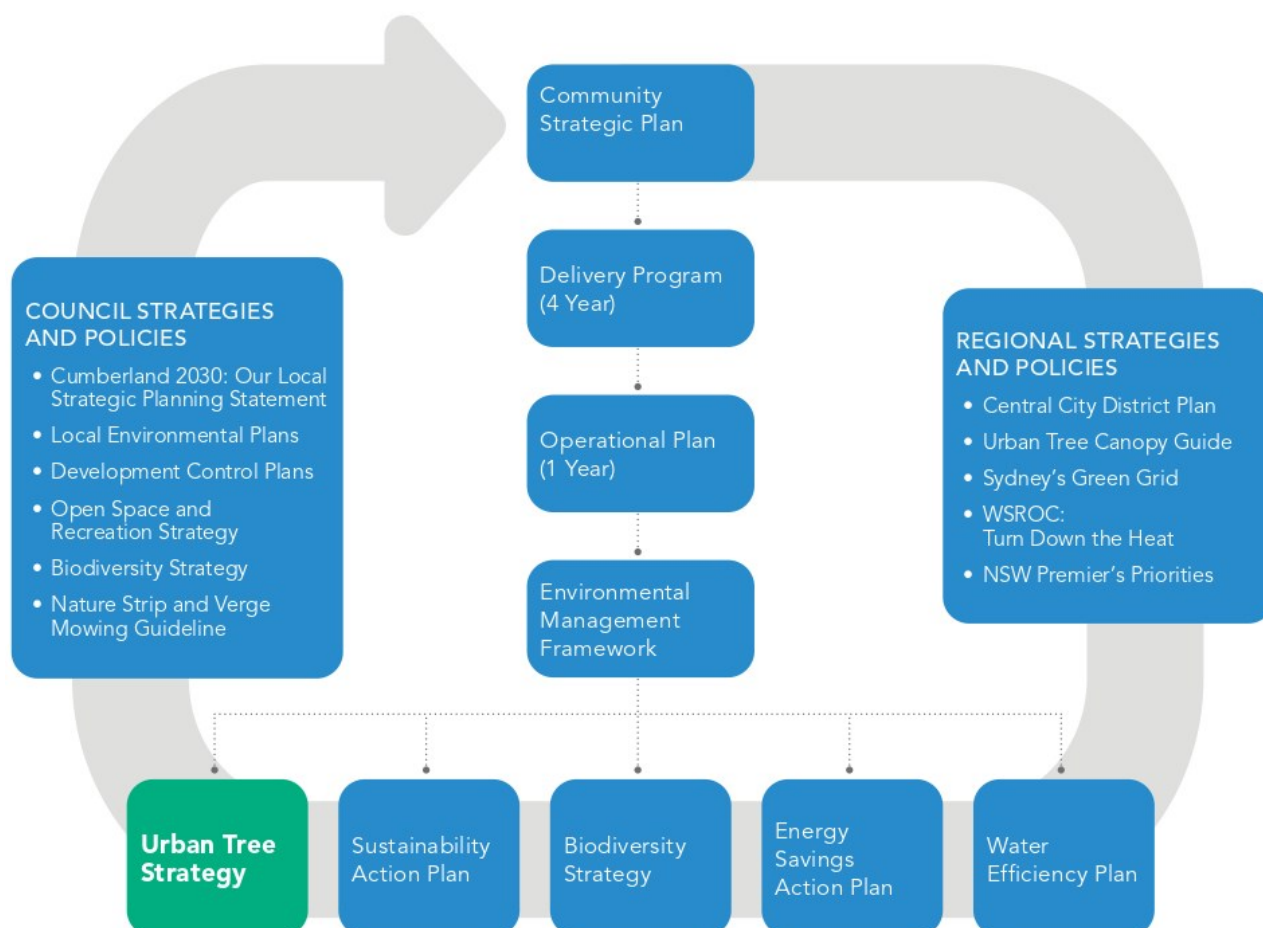 Community
Strategic Plan
Delivery Program
(4 Year)
Operational Plan
(1 Year)
Environmental
Management
Framework
COUNCIL STRATEGIES
AND POLICIES
• Cumberland 2030: Our Local
Strategic Planning Statement
• Local Environmental Plans
• Development Control Plans
• Open Space and
Recreation Strategy
• Biodiversity Strategy
• Nature Strip and Verge
Mowing Guideline
REGIONAL STRATEGIES
AND POLICIES
• Central City District Plan
• Urban Tree Canopy Guide
• Sydney’s Green Grid
• WSROC:
Turn Down the Heat
• NSW Premier’s Priorities
Urban Tree
Strategy
Sustainability
Action Plan
Biodiversity
Strategy
Energy
Savings
Action Plan
Water
Efficiency Plan